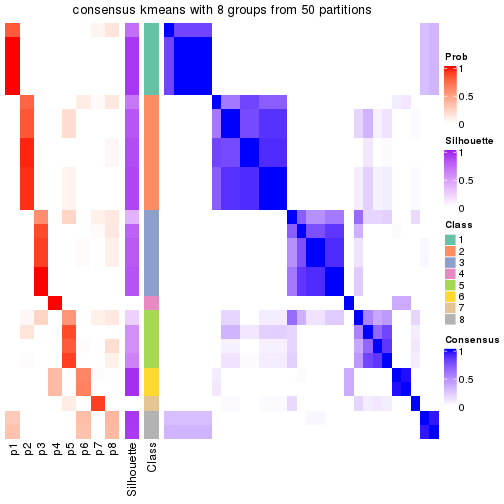 consensus kmeans with 8 groups from 50 partitions
Prob
1
0.5
0
Silhouette
1
0.5
0
Class
1
2
3
4
5
6
7
8
Consensus
1
0.5
0
p1
p2
p3
p4
p5
p6
p7
p8
Silhouette
Class